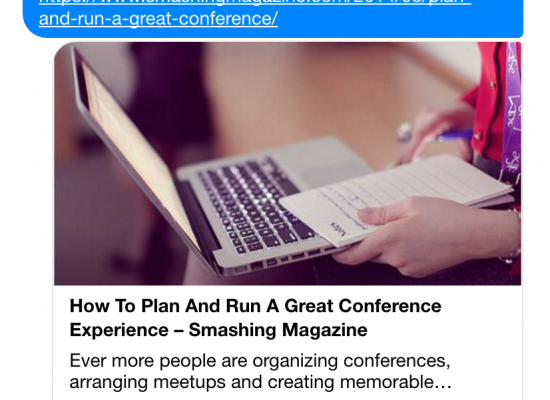 and-run-a-great-conference/
Notes
How To Plan And Run A Great Conference
Experience – Smashing Magazine
Ever more people are organizing conferences,
arranging meetups and creating memorable…